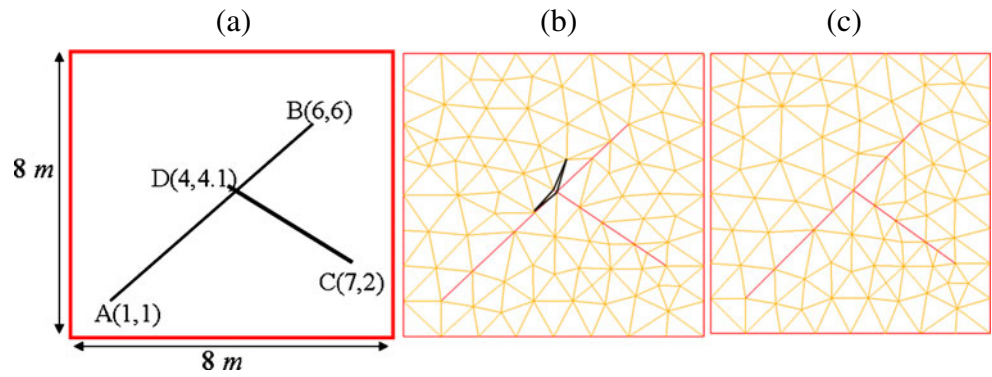 (a)
(b)
(c)
B(6,6)
8 m
D(4,4.1)
C(7,2)
A(1,1)
8 m